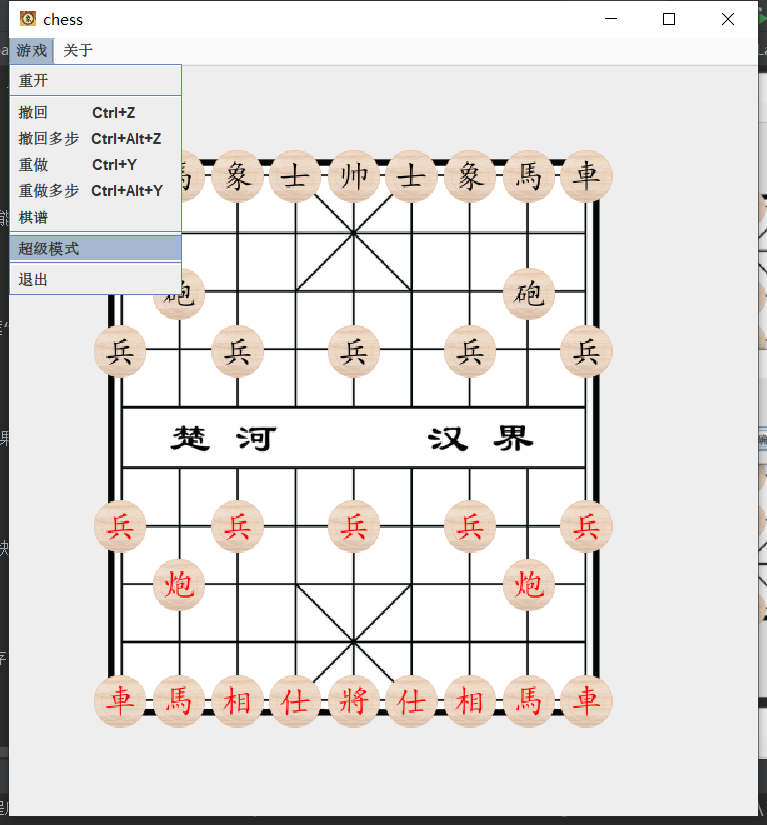 chess
游戏 关于
重开
撤回 Ctrl+Z
撤回多步 Ctrl+Alt+Z
重做 Ctrl+Y
重做多步 Ctrl+Alt+Y
棋谱
超级模式
退出
馬 象 士 帅 士 象 馬 車
砲 砲
兵 兵 兵 兵 兵
楚河 汉界
兵 兵 兵 兵 兵
炮 炮
車 馬 相 仕 將 仕 相 馬 車